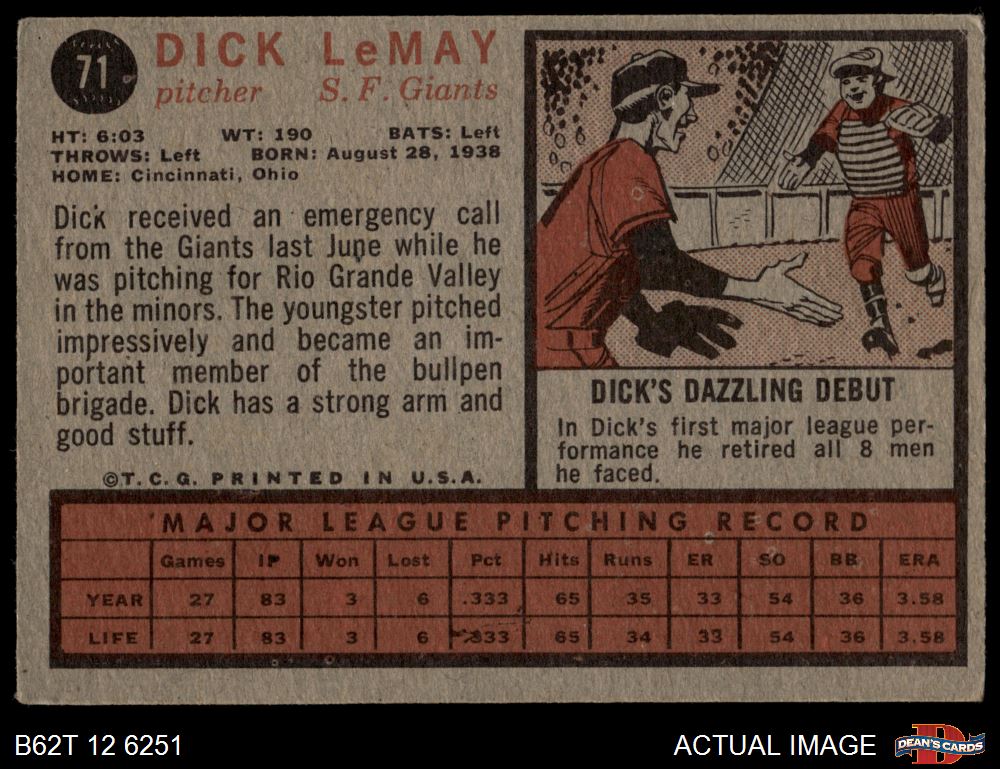 71
DICK LeMAY
pitcher S. F. Giants
HT: 6:03 WT: 190 BATS: Left
THROWS: Left BORN: August 28, 1938
HOME: Cincinnati, Ohio
Dick received an emergency call
from the Giants last June while he
was pitching for Rio Grande Valley
in the minors. The youngster pitched
impressively and became an im-
portant member of the bullpen
brigade. Dick has a strong arm and
good stuff.
©T. C. G. PRINTED IN U.S.A.
DICK'S DAZZLING DEBUT
In Dick's first major league per-
formance he retired all 8 men
he faced.
MAJOR LEAGUE PITCHING RECORD
Games IP Won Lost Pct Hits Runs ER SO BB ERA
YEAR 27 83 3 6 .333 65 35 33 54 36 3.58
LIFE 27 83 3 6 .333 65 34 33 54 36 3.58
B62T 12 6251
ACTUAL IMAGE
DEAN'S CARDS